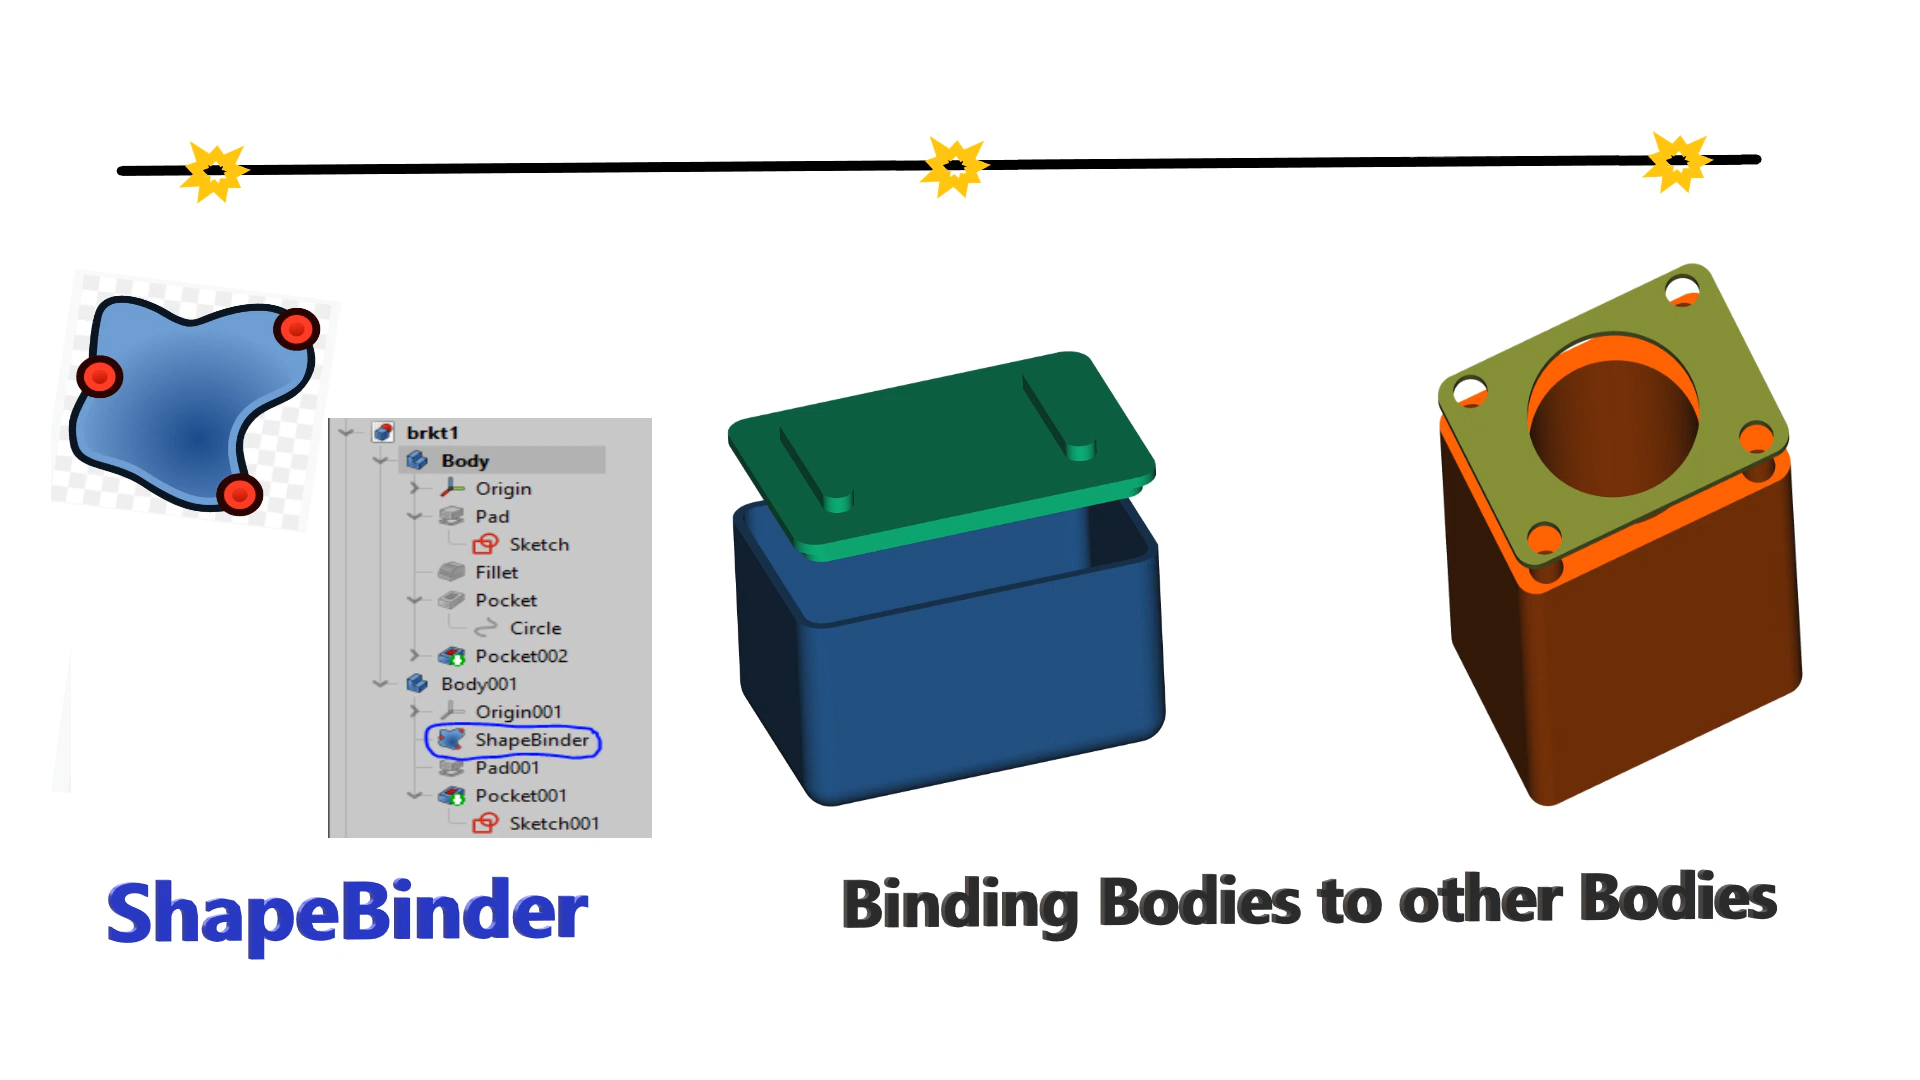 brkt1
Body
Origin
Pad
Sketch
Fillet
Pocket
Circle
Pocket002
Body001
Origin001
ShapeBinder
Pad001
Pocket001
Sketch001
ShapeBinder
Binding Bodies to other Bodies